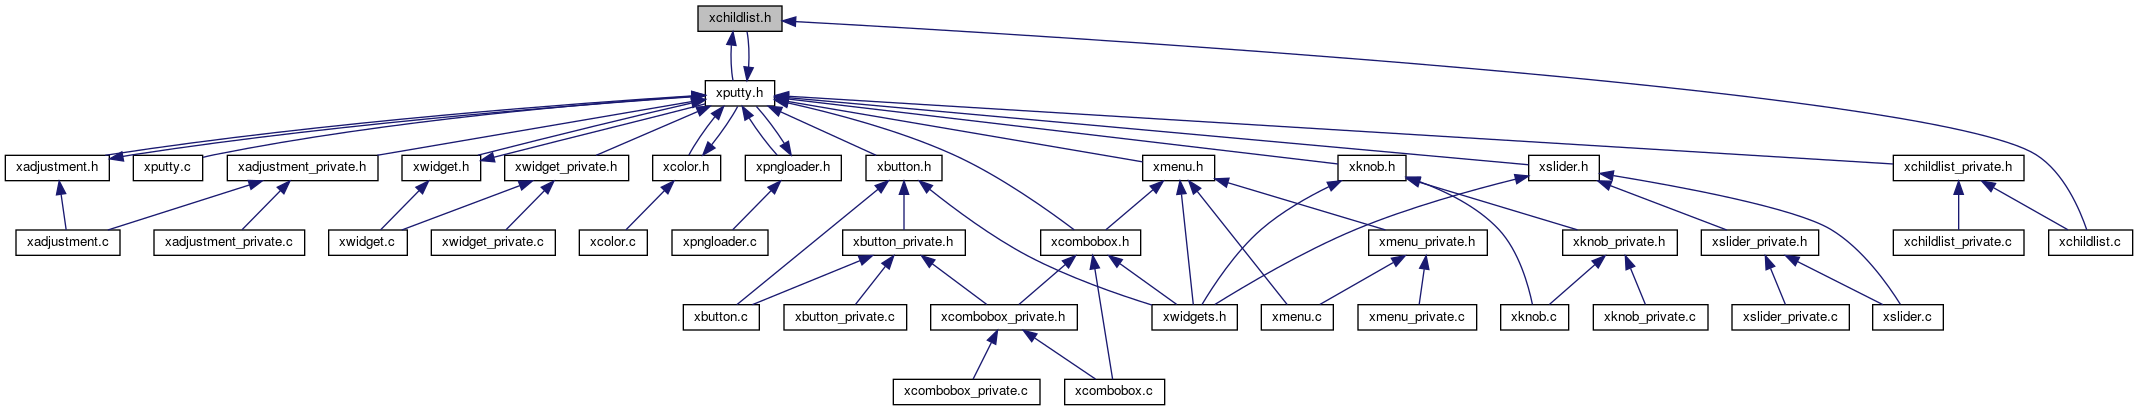 xchildlist.h
xputty.h
xadjustment.h
xputty.c
xadjustment_private.h
xwidget.h
xwidget_private.h
xcolor.h
xpngloader.h
xbutton.h
xmenu.h
xknob.h
xslider.h
xchildlist_private.h
xadjustment.c
xadjustment_private.c
xwidget.c
xwidget_private.c
xcolor.c
xpngloader.c
xbutton_private.h
xcombobox.h
xmenu_private.h
xknob_private.h
xslider_private.h
xchildlist_private.c
xchildlist.c
xbutton.c
xbutton_private.c
xcombobox_private.h
xwidgets.h
xmenu.c
xmenu_private.c
xknob.c
xknob_private.c
xslider_private.c
xslider.c
xcombobox_private.c
xcombobox.c